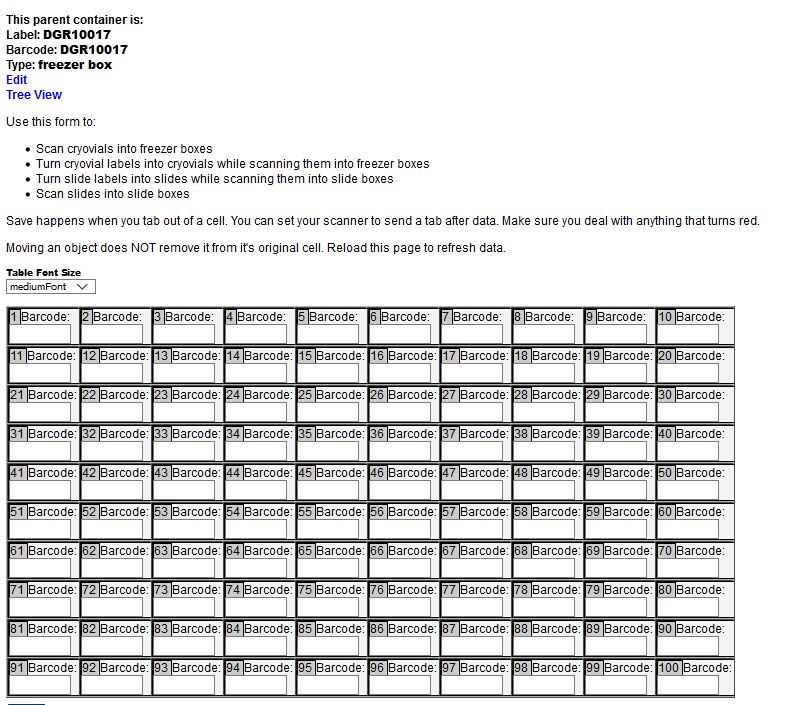 This parent container is:
Label: DGR10017
Barcode: DGR10017
Type: freezer box
Edit
Tree View
Use this form to:
• Scan cryovials into freezer boxes
• Turn cryovial labels into cryovials while scanning them into freezer boxes
• Turn slide labels into slides while scanning them into slide boxes
• Scan slides into slide boxes
Save happens when you tab out of a cell. You can set your scanner to send a tab after data. Make sure you deal with anything that turns red.
Moving an object does NOT remove it from it's original cell. Reload this page to refresh data.
Table Font Size
mediumFont
1 Barcode: 2 Barcode: 3 Barcode: 4 Barcode: 5 Barcode: 6 Barcode: 7 Barcode: 8 Barcode: 9 Barcode: 10 Barcode:
11 Barcode: 12 Barcode: 13 Barcode: 14 Barcode: 15 Barcode: 16 Barcode: 17 Barcode: 18 Barcode: 19 Barcode: 20 Barcode:
21 Barcode: 22 Barcode: 23 Barcode: 24 Barcode: 25 Barcode: 26 Barcode: 27 Barcode: 28 Barcode: 29 Barcode: 30 Barcode:
31 Barcode: 32 Barcode: 33 Barcode: 34 Barcode: 35 Barcode: 36 Barcode: 37 Barcode: 38 Barcode: 39 Barcode: 40 Barcode:
41 Barcode: 42 Barcode: 43 Barcode: 44 Barcode: 45 Barcode: 46 Barcode: 47 Barcode: 48 Barcode: 49 Barcode: 50 Barcode:
51 Barcode: 52 Barcode: 53 Barcode: 54 Barcode: 55 Barcode: 56 Barcode: 57 Barcode: 58 Barcode: 59 Barcode: 60 Barcode:
61 Barcode: 62 Barcode: 63 Barcode: 64 Barcode: 65 Barcode: 66 Barcode: 67 Barcode: 68 Barcode: 69 Barcode: 70 Barcode:
71 Barcode: 72 Barcode: 73 Barcode: 74 Barcode: 75 Barcode: 76 Barcode: 77 Barcode: 78 Barcode: 79 Barcode: 80 Barcode:
81 Barcode: 82 Barcode: 83 Barcode: 84 Barcode: 85 Barcode: 86 Barcode: 87 Barcode: 88 Barcode: 89 Barcode: 90 Barcode:
91 Barcode: 92 Barcode: 93 Barcode: 94 Barcode: 95 Barcode: 96 Barcode: 97 Barcode: 98 Barcode: 99 Barcode: 100 Barcode: